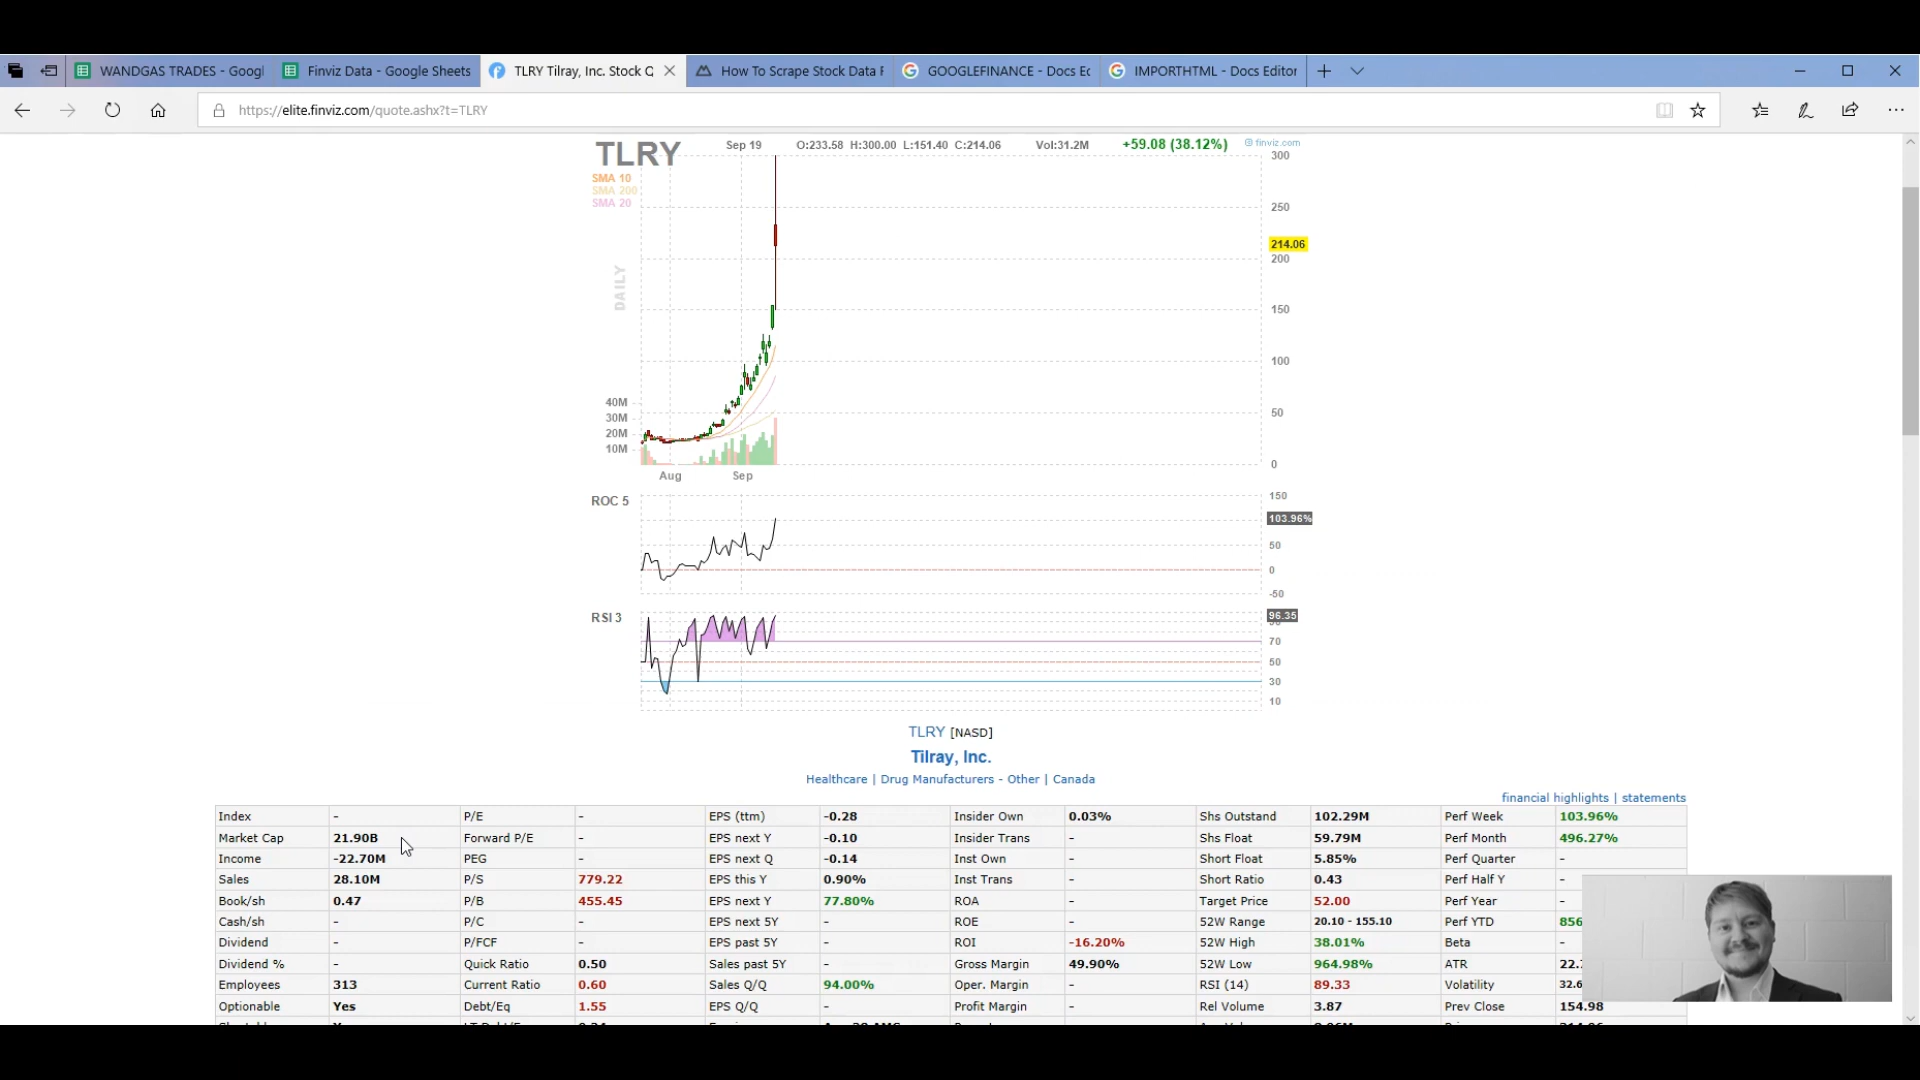 WANDGAS TRADES - Googl
Finviz Data - Google Sheets
TLRY Tilray, Inc. Stock Q
How To Scrape Stock Data F
GOOGLEFINANCE - Docs Ec
IMPORTHTML - Docs Editor
https://elite.finviz.com/quote.ashx?t=TLRY
TLRY Sep 19 O:233.58 H:300.00 L:151.40 C:214.06 Vol:31.2M +59.08 (38.12%) © finviz.com
SMA 10
SMA 200
SMA 20
DAILY
300
250
214.06
200
150
100
50
0
40M
30M
20M
10M
Aug Sep
ROC 5
150
103.96%
50
0
-50
RSI 3
96.35
70
50
30
10
TLRY [NASD]
Tilray, Inc.
Healthcare | Drug Manufacturers - Other | Canada
financial highlights | statements
Index - P/E - EPS (ttm) -0.28 Insider Own 0.03% Shs Outstand 102.29M Perf Week 103.96%
Market Cap 21.90B Forward P/E - EPS next Y -0.10 Insider Trans - Shs Float 59.79M Perf Month 496.27%
Income -22.70M PEG - EPS next Q -0.14 Inst Own - Short Float 5.85% Perf Quarter -
Sales 28.10M P/S 779.22 EPS this Y 0.90% Inst Trans - Short Ratio 0.43 Perf Half Y -
Book/sh 0.47 P/B 455.45 EPS next Y 77.80% ROA - Target Price 52.00 Perf Year -
Cash/sh - P/C - EPS next 5Y - ROE - 52W Range 20.10 - 155.10 Perf YTD 856
Dividend - P/FCF - EPS past 5Y - ROI -16.20% 52W High 38.01% Beta -
Dividend % - Quick Ratio 0.50 Sales past 5Y - Gross Margin 49.90% 52W Low 964.98% ATR 22.
Employees 313 Current Ratio 0.60 Sales Q/Q 94.00% Oper. Margin - RSI (14) 89.33 Volatility 32.6
Optionable Yes Debt/Eq 1.55 EPS Q/Q - Profit Margin - Rel Volume 3.87 Prev Close 154.98